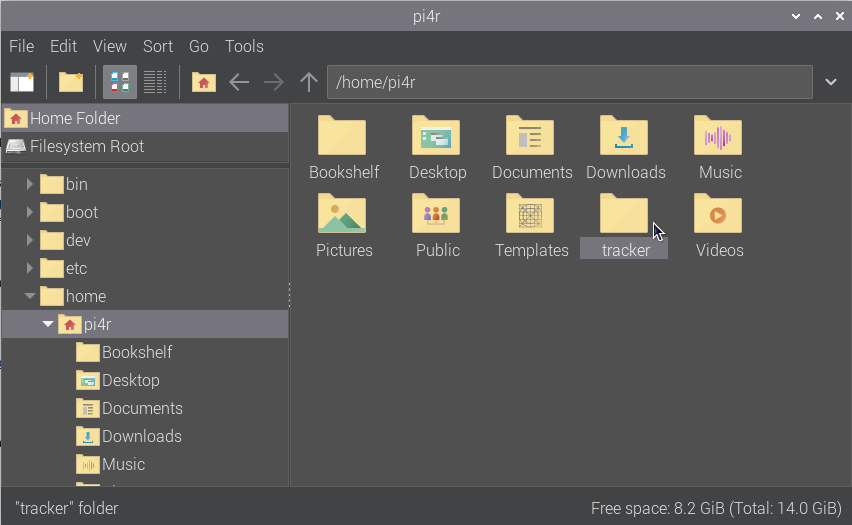 pi4r
File Edit View Sort Go Tools
/home/pi4r
Home Folder
Filesystem Root
bin
boot
dev
etc
home
pi4r
Bookshelf
Desktop
Documents
Downloads
Music
Bookshelf Desktop Documents Downloads Music
Pictures Public Templates tracker Videos
"tracker" folder
Free space: 8.2 GiB (Total: 14.0 GiB)